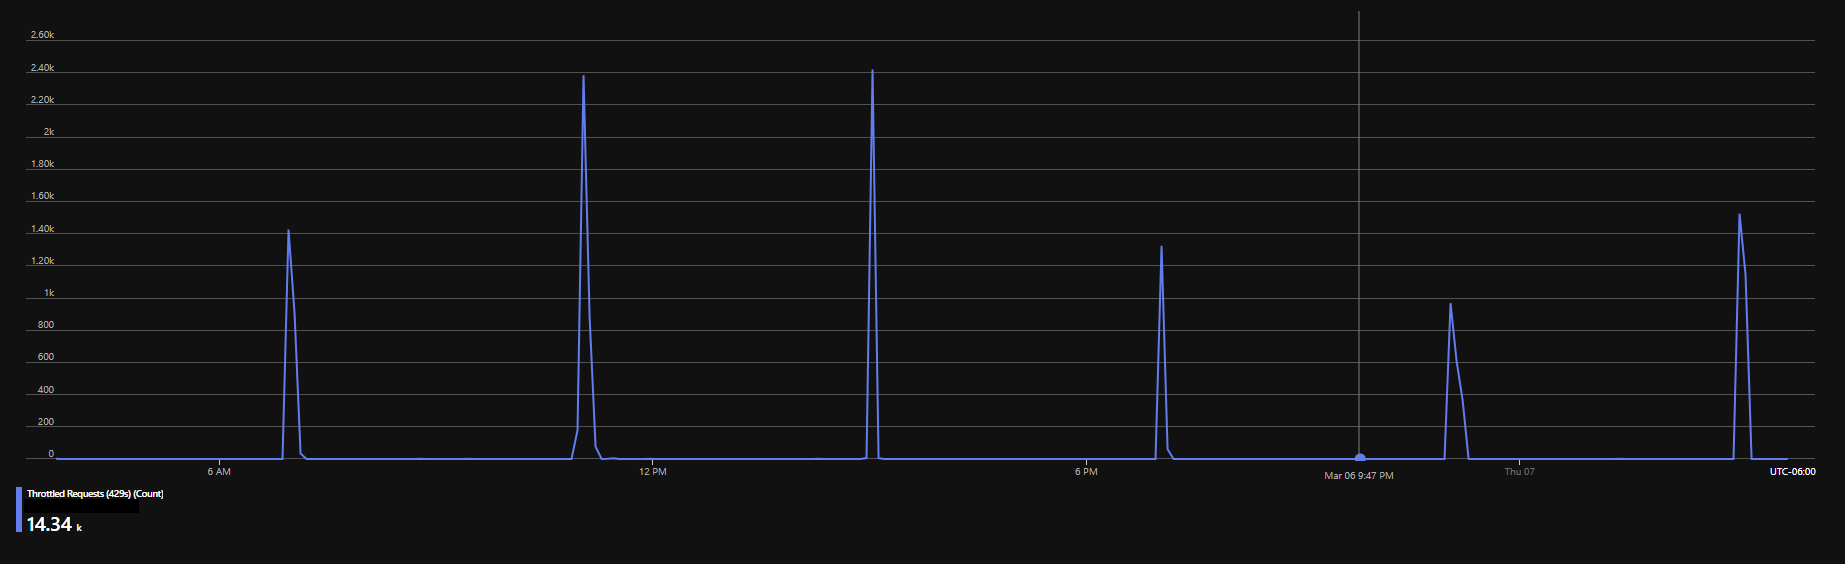 2.60k
2.40k
2.20k
2k
1.80k
1.60k
1.40k
1.20k
1k
800
600
400
200
0
6 AM 12 PM 6 PM Mar 06 9:47 PM Thu 07 UTC-06:00
Throttled Requests (429s) (Count)
14.34 k